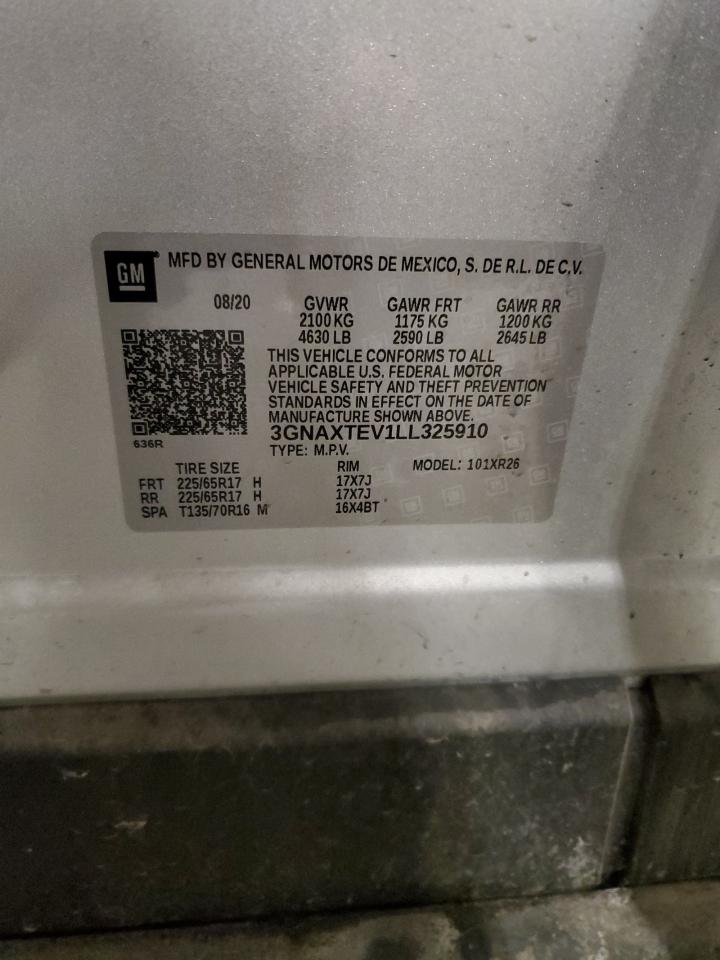 GM MFD BY GENERAL MOTORS DE MEXICO, S. DE R.L. DE C.V.
08/20 GVWR GAWR FRT GAWR RR
2100 KG 1175 KG 1200 KG
4630 LB 2590 LB 2645 LB
THIS VEHICLE CONFORMS TO ALL
APPLICABLE U.S. FEDERAL MOTOR
VEHICLE SAFETY AND THEFT PREVENTION
STANDARDS IN EFFECT ON THE DATE OF
MANUFACTURE SHOWN ABOVE.
3GNAXTEV1LL325910
636R
TYPE: M.P.V.
TIRE SIZE RIM MODEL: 101XR26
FRT 225/65R17 H 17X7J
RR 225/65R17 H 17X7J
SPA T135/70R16 M 16X4BT